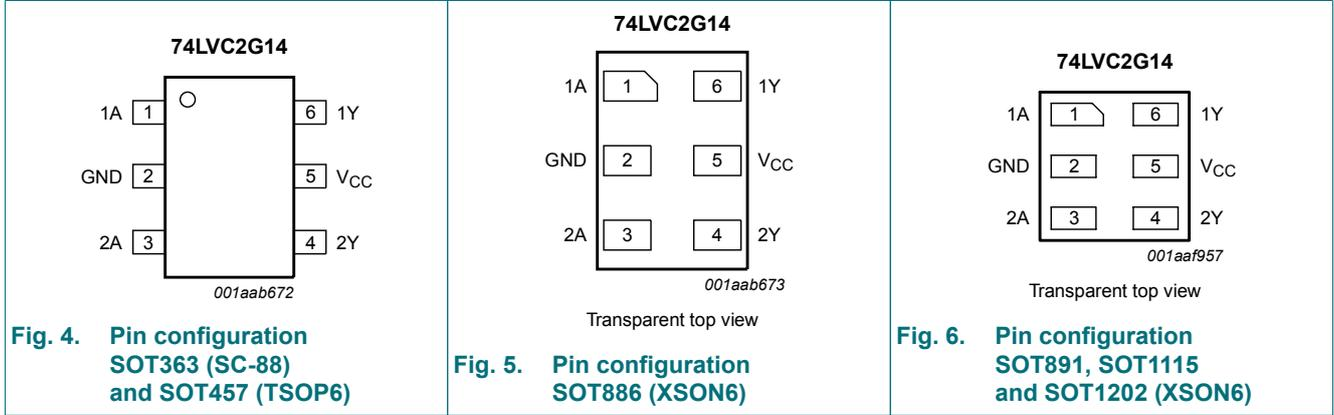 74LVC2G14
1A 1 6 1Y
GND 2 5 VCC
2A 3 4 2Y
001aab672
Fig. 4. Pin configuration
SOT363 (SC-88)
and SOT457 (TSOP6)
74LVC2G14
1A 1 6 1Y
GND 2 5 VCC
2A 3 4 2Y
001aab673
Transparent top view
Fig. 5. Pin configuration
SOT886 (XSON6)
74LVC2G14
1A 1 6 1Y
GND 2 5 VCC
2A 3 4 2Y
001aaf957
Transparent top view
Fig. 6. Pin configuration
SOT891, SOT1115
and SOT1202 (XSON6)